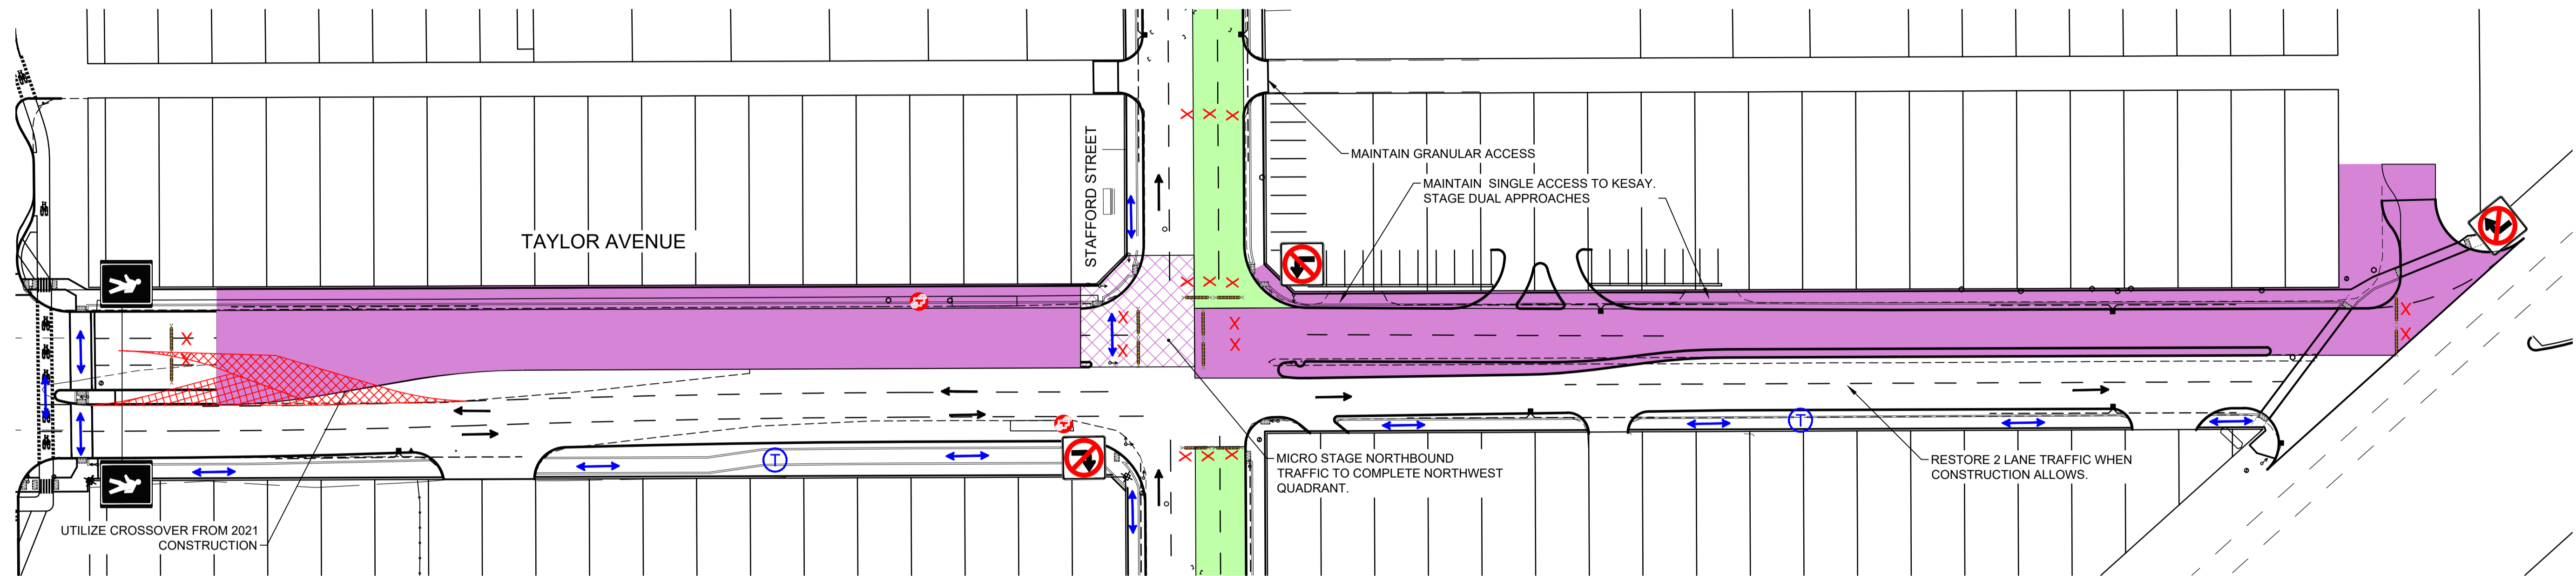 MAINTAIN GRANULAR ACCESS
MAINTAIN  SINGLE ACCESS TO KESAY.
STAGE DUAL APPROACHES
STAFFORD STREET
TAYLOR AVENUE
T
T
MICRO STAGE NORTHBOUND
TRAFFIC TO COMPLETE NORTHWEST
QUADRANT.
RESTORE 2 LANE TRAFFIC WHEN
CONSTRUCTION ALLOWS.
UTILIZE CROSSOVER FROM 2021
CONSTRUCTION